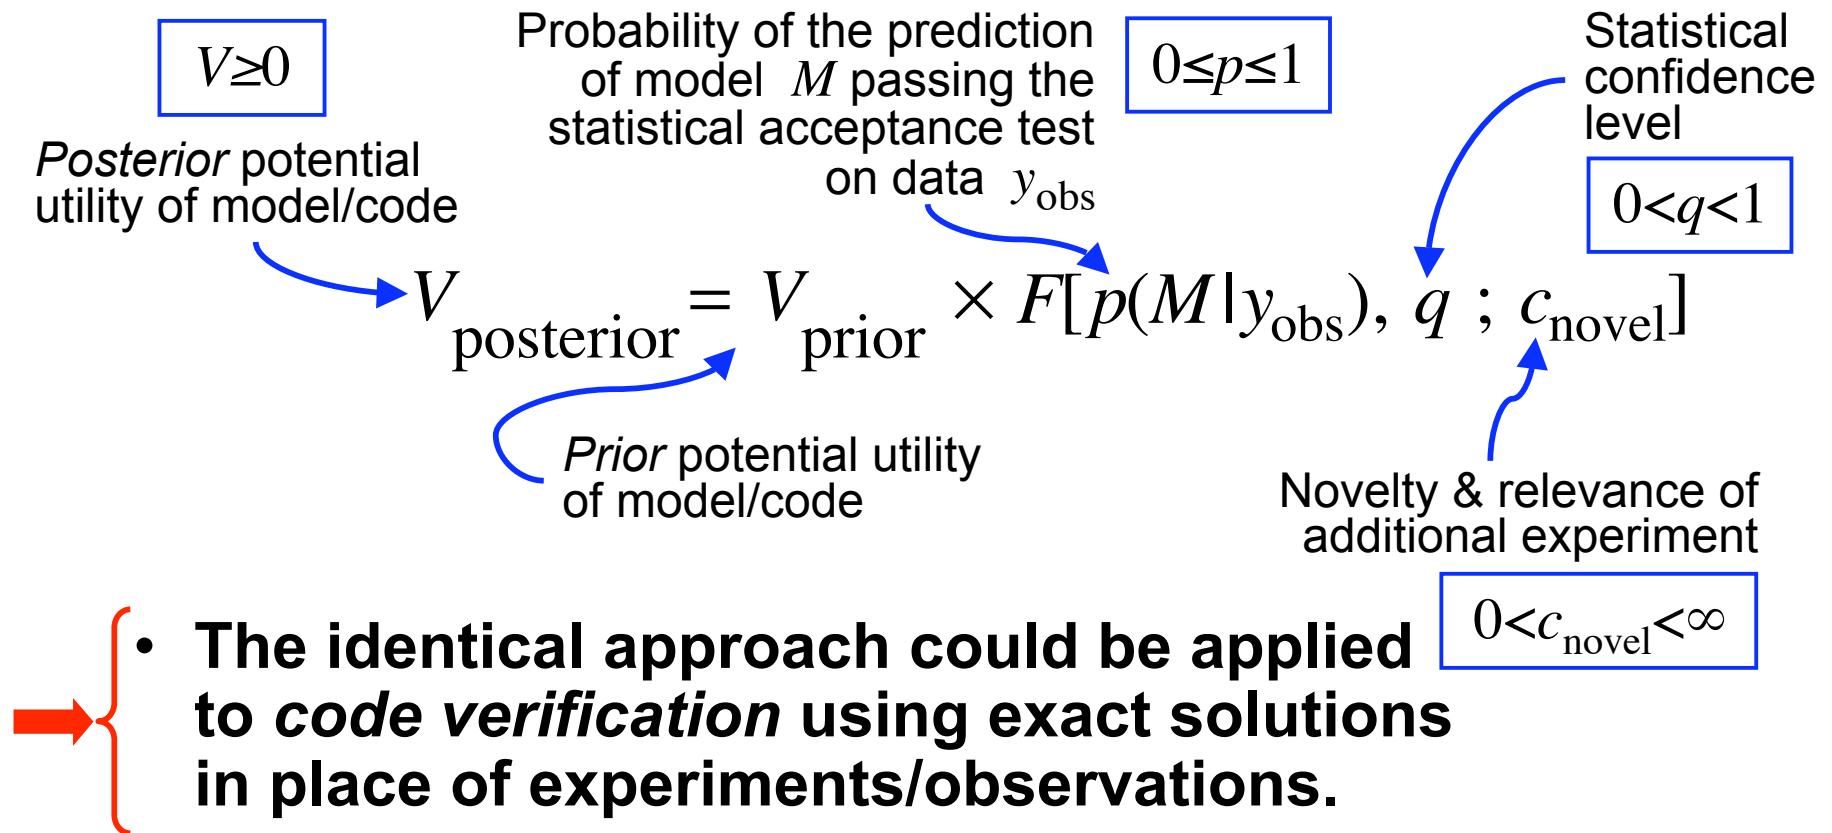 V≥0
Posterior potential
utility of model/code
Probability of the prediction
of model M passing the
statistical acceptance test
on data y_obs
0≤p≤1
Statistical
confidence
level
0<q<1
V_posterior = V_prior × F[p(M|y_obs), q ; c_novel]
Prior potential utility
of model/code
Novelty & relevance of
additional experiment
0<c_novel<∞
• The identical approach could be applied
to code verification using exact solutions
in place of experiments/observations.